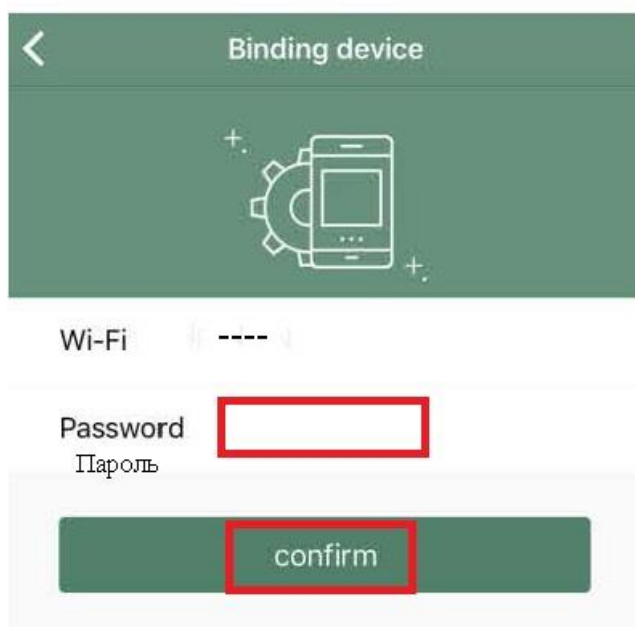 Binding device
Wi-Fi ----
Password
Пароль
confirm